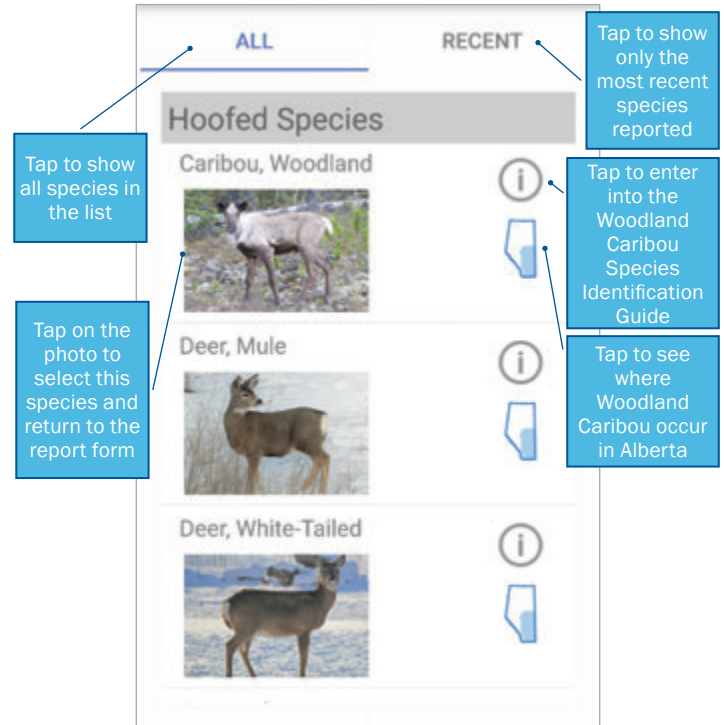 ALL
RECENT
Tap to show
only the
most recent
species
reported
Hoofed Species
Tap to show
all species in
the list
Caribou, Woodland
i
Tap to enter
into the
Woodland
Caribou
Species
Identification
Guide
Tap on the
photo to
select this
species and
return to the
report form
Deer, Mule
i
Tap to see
where
Woodland
Caribou occur
in Alberta
Deer, White-Tailed
i